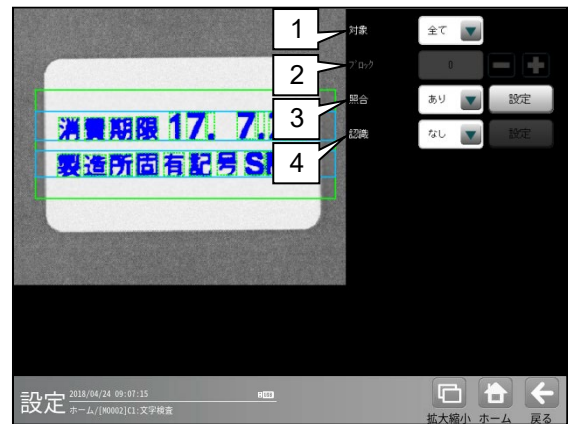 1
対象
全て
2
ブロック
0
3
照合
あり
設定
4
認識
なし
設定
消費期限 17. 7.
製造所固有記号 S
設定
2018/04/24 09:07:15
ホーム/[M0002]C1:文字検査
拡大縮小
ホーム
戻る